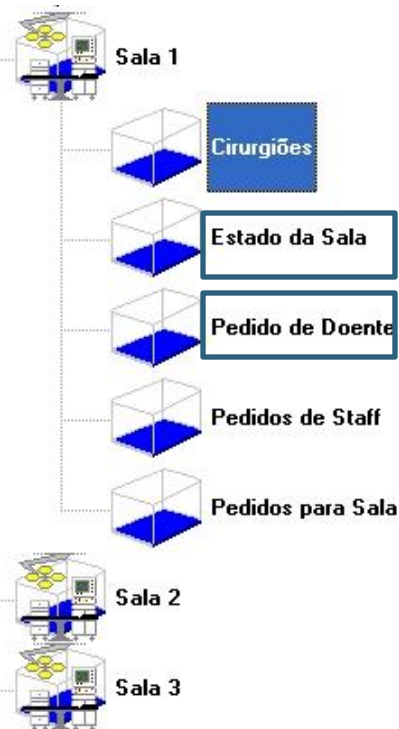 Sala 1
Cirurgiões
Estado da Sala
Pedido de Doente
Pedidos de Staff
Pedidos para Sala
Sala 2
Sala 3